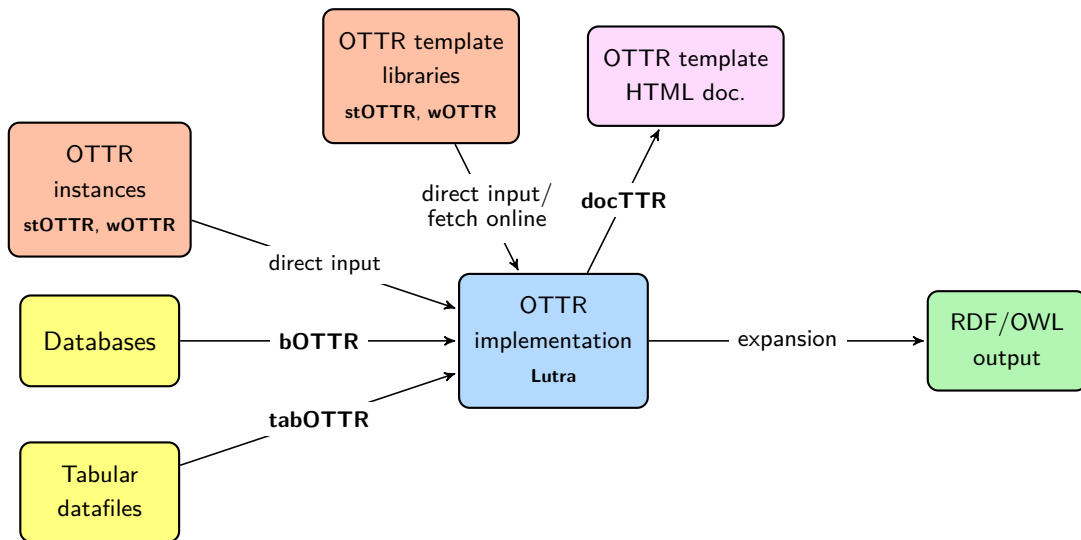 OTTR template
libraries
stOTTR, wOTTR
OTTR template
HTML doc.
OTTR
instances
stOTTR, wOTTR
direct input/
fetch online
docTTR
direct input
OTTR
implementation
Lutra
Databases
bOTTR
expansion
RDF/OWL
output
tabOTTR
Tabular
datafiles